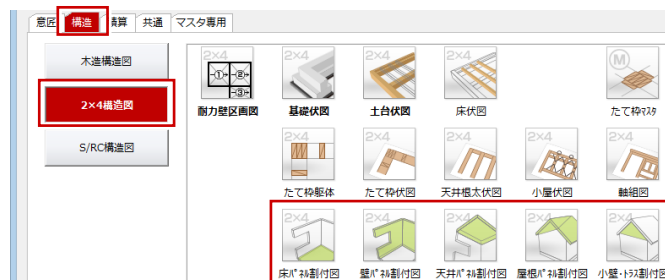 意匠 構造 積算 共通 マスタ専用
木造構造図
2×4構造図
S/RC構造図
2×4 2×4 2×4 2×4 M
① ② ③
耐力壁区画図 基礎伏図 土台伏図 床伏図 たて枠ﾏｽﾀ
2×4 2×4 2×4 2×4 2×4
たて枠躯体 たて枠伏図 天井根太伏図 小屋伏図 軸組図
2×4 2×4 2×4 2×4 2×4
床ﾊﾟﾈﾙ割付図 壁ﾊﾟﾈﾙ割付図 天井ﾊﾟﾈﾙ割付図 屋根ﾊﾟﾈﾙ割付図 小壁･ﾄﾗｽ割付図